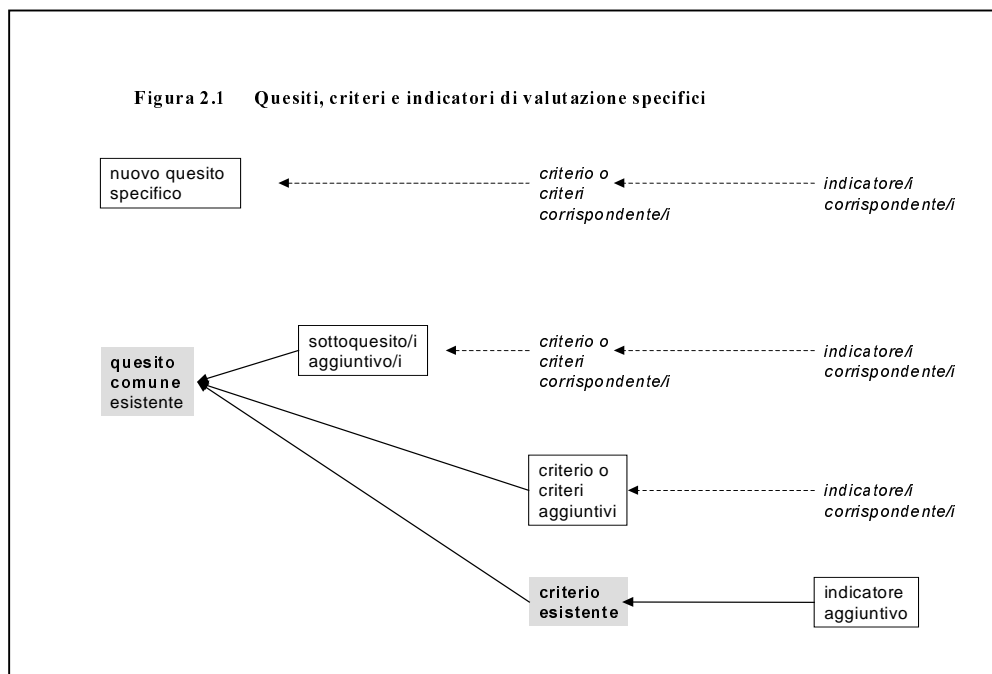 Figura 2.1 Quesiti, criteri e indicatori di valutazione specifici
nuovo quesito
specifico
criterio o
criteri
corrispondente/i
indicatore/i
corrispondente/i
sottoquesito/i
aggiuntivo/i
criterio o
criteri
corrispondente/i
indicatore/i
corrispondente/i
quesito
comune
esistente
criterio o
criteri
aggiuntivi
indicatore/i
corrispondente/i
criterio
esistente
indicatore
aggiuntivo